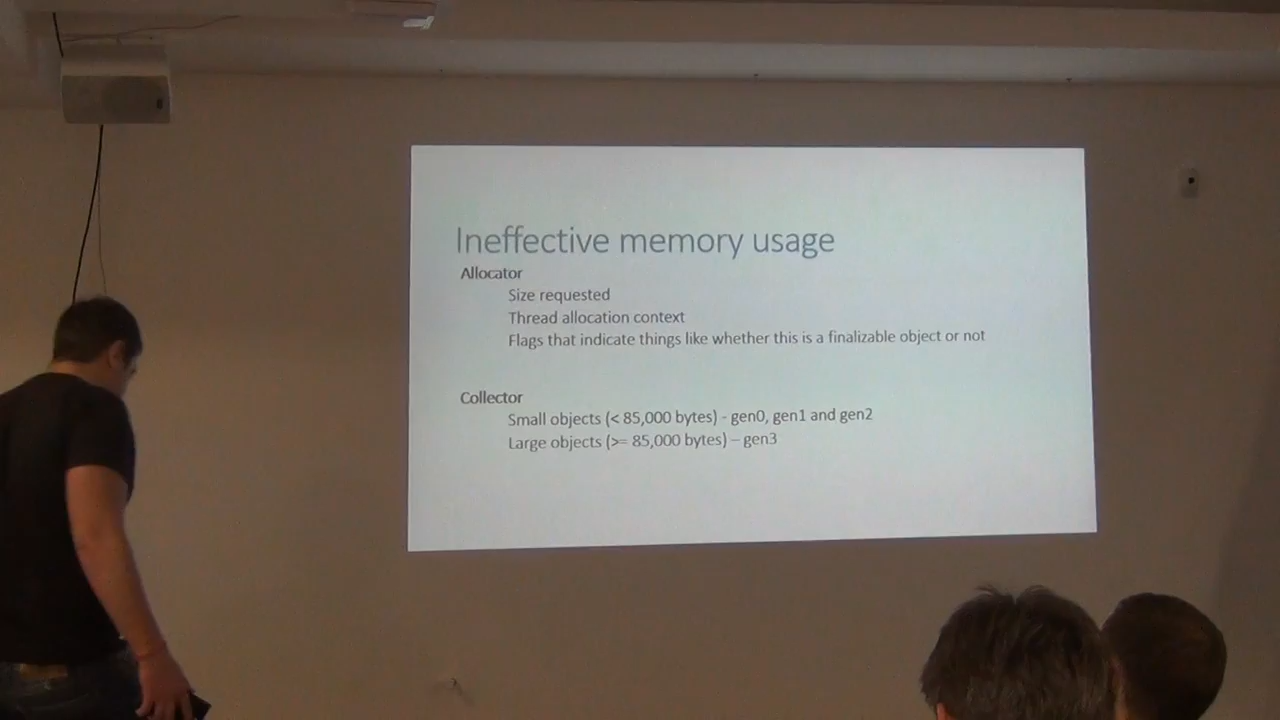 Ineffective memory usage
Allocator
Size requested
Thread allocation context
Flags that indicate things like whether this is a finalizable object or not
Collector
Small objects (< 85,000 bytes) - gen0, gen1 and gen2
Large objects (>= 85,000 bytes) – gen3